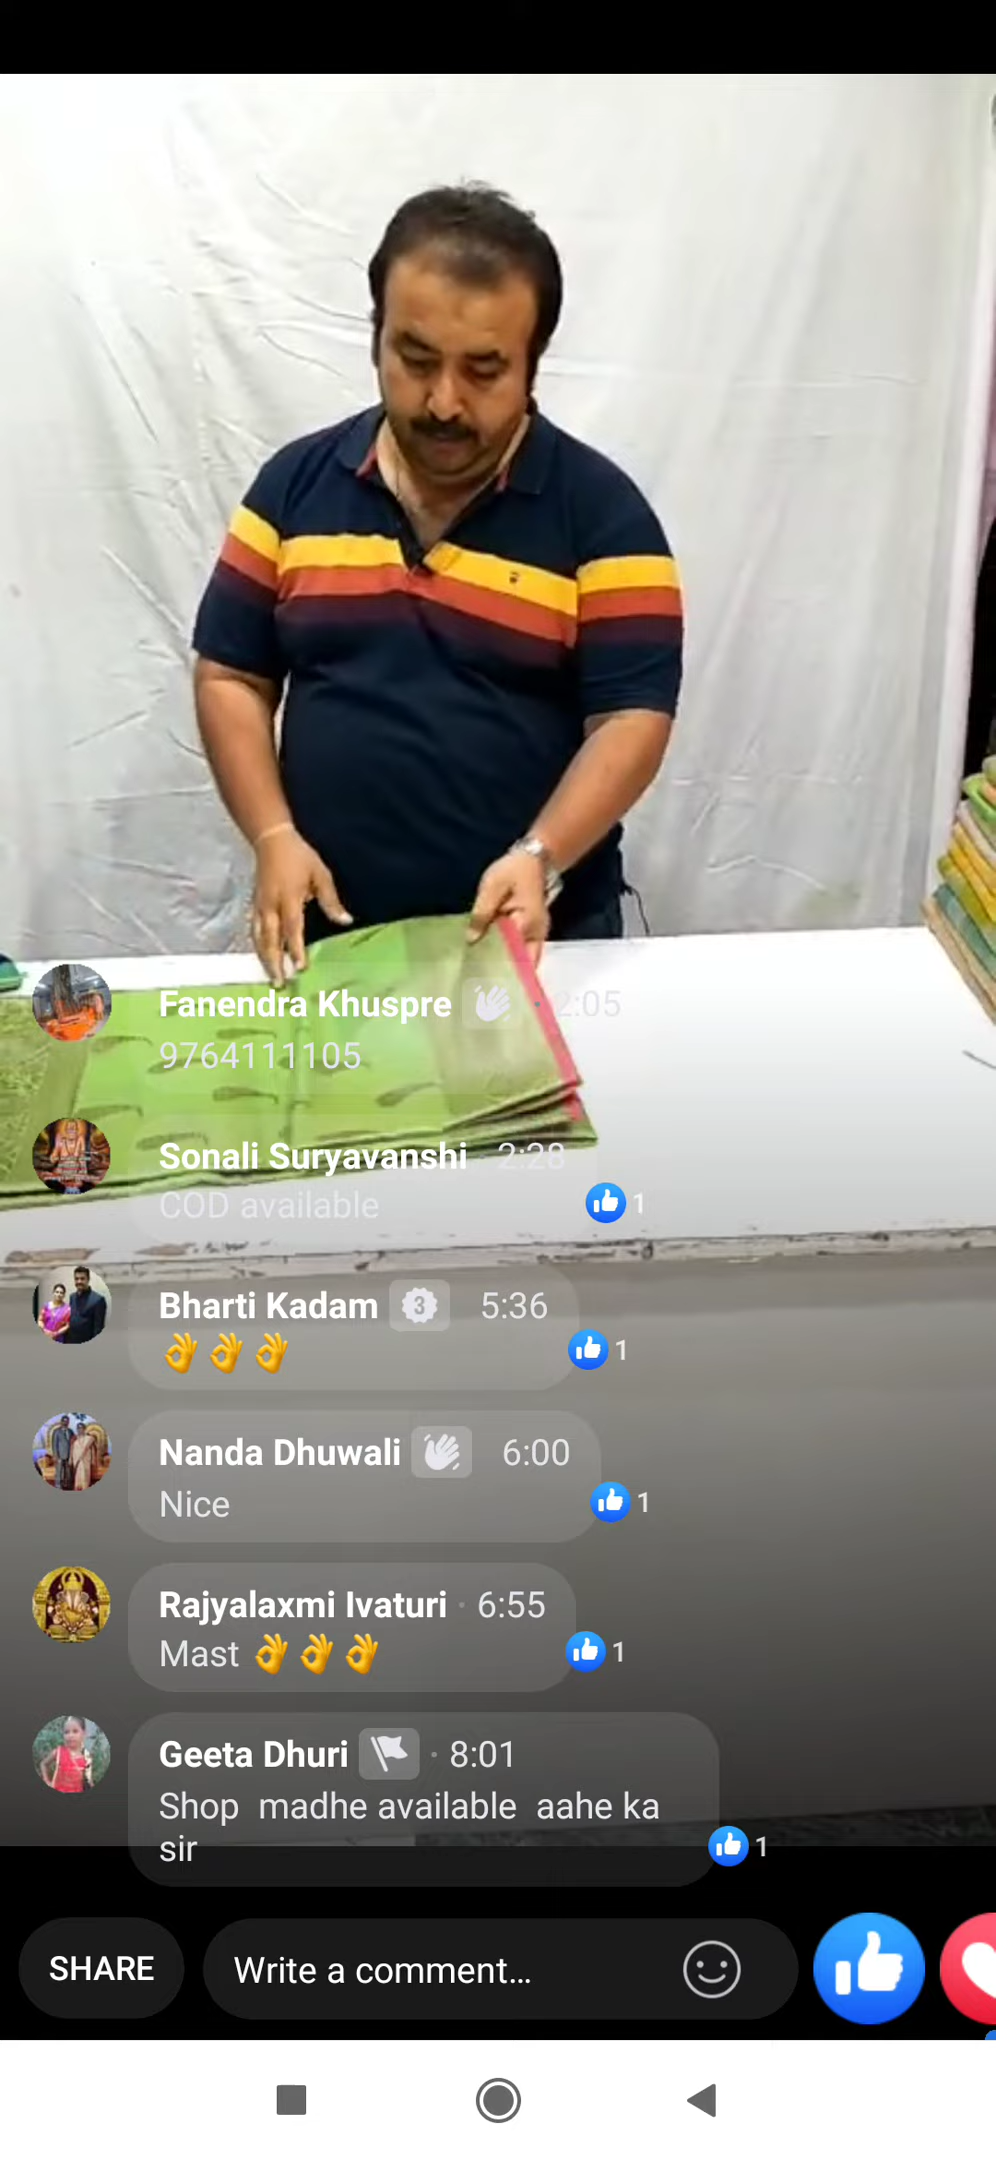 Fanendra Khuspre · 2:05
9764111105
Sonali Suryavanshi 2:28
COD available
1
Bharti Kadam 3 5:36
👌👌👌
1
Nanda Dhuwali 6:00
Nice
1
Rajyalaxmi Ivaturi · 6:55
Mast 👌👌👌
1
Geeta Dhuri · 8:01
Shop madhe available aahe ka
sir
1
SHARE
Write a comment...